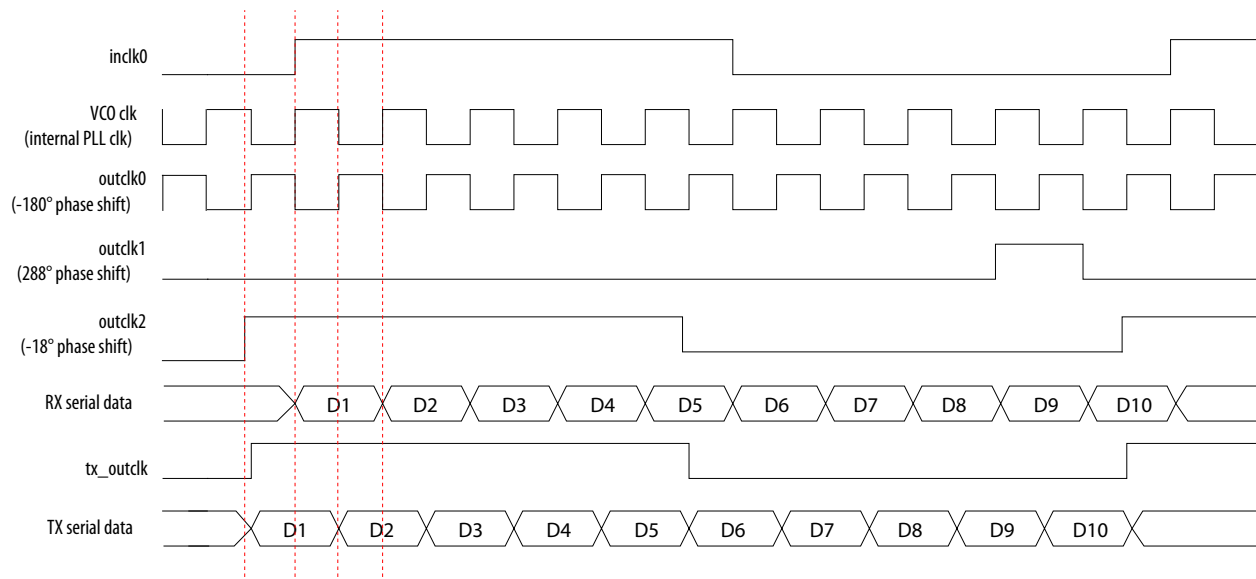 inclk0
VCO clk
(internal PLL clk)
outclk0
(-180° phase shift)
outclk1
(288° phase shift)
outclk2
(-18° phase shift)
RX serial data
D1 D2 D3 D4 D5 D6 D7 D8 D9 D10
tx_outclk
TX serial data
D1 D2 D3 D4 D5 D6 D7 D8 D9 D10